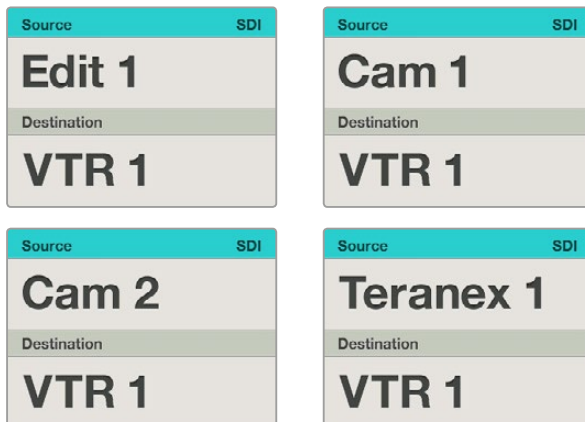 Source SDI
Edit 1
Destination
VTR 1
Source SDI
Cam 1
Destination
VTR 1
Source SDI
Cam 2
Destination
VTR 1
Source SDI
Teranex 1
Destination
VTR 1